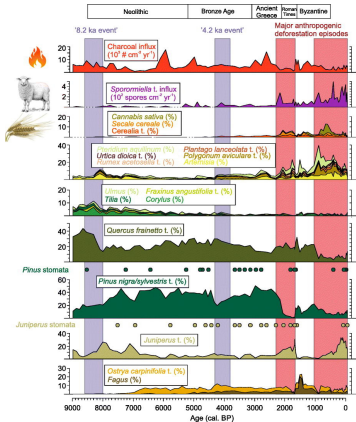 Neolithic
Bronze Age
Ancient Greece
Roman Times
Byzantine
'8.2 ka event'
'4.2 ka event'
Major anthropogenic deforestation episodes
Charcoal influx
(10³ # cm⁻² yr⁻¹)
Sporormiella t. influx
(10² spores cm⁻² yr⁻¹)
Cannabis sativa (%)
Secale cereale (%)
Cerealia t. (%)
Pteridium aquilinum (%)
Plantago lanceolata t. (%)
Urtica dioica t. (%)
Polygonum aviculare t. (%)
Rumex acetosella t. (%)
Artemisia (%)
Ulmus (%)
Fraxinus angustifolia t. (%)
Tilia (%)
Corylus (%)
Quercus frainetto t. (%)
Pinus stomata
Pinus nigra/sylvestris t. (%)
Juniperus stomata
Juniperus t. (%)
Ostrya carpinifolia t. (%)
Fagus (%)
9000 8000 7000 6000 5000 4000 3000 2000 1000 0
Age (cal. BP)